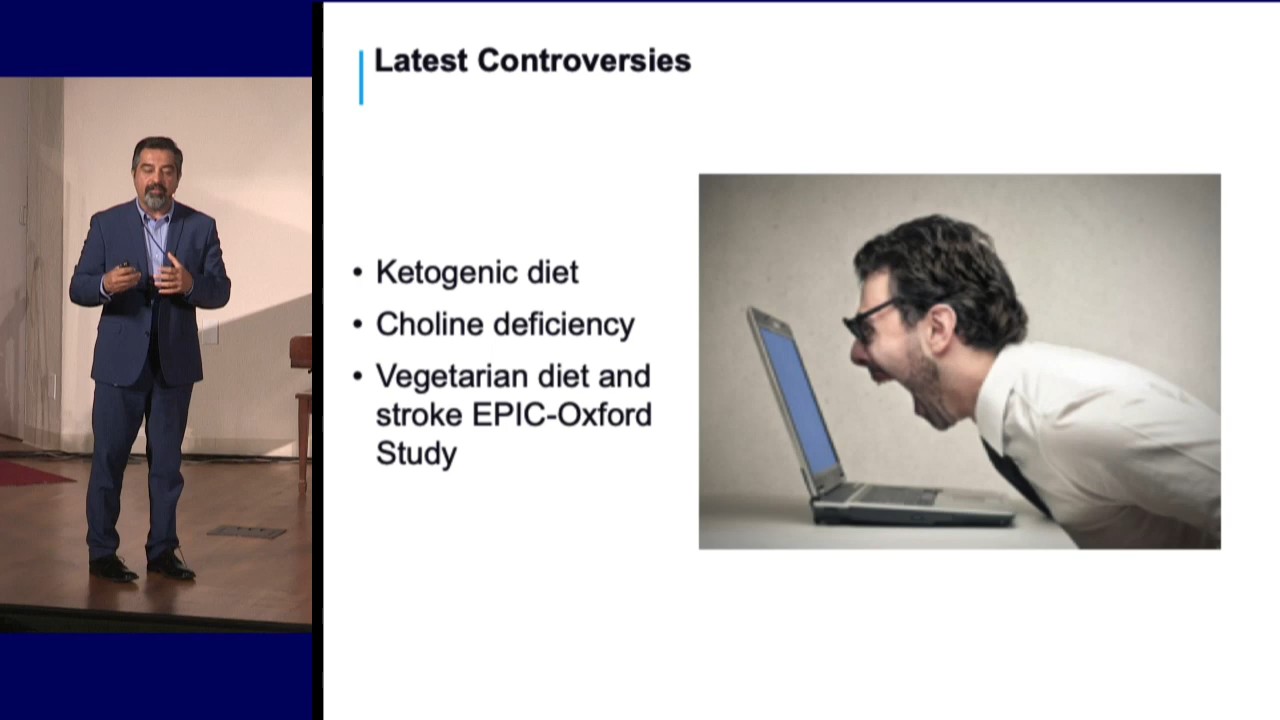 Latest Controversies
• Ketogenic diet
• Choline deficiency
• Vegetarian diet and
stroke EPIC-Oxford
Study